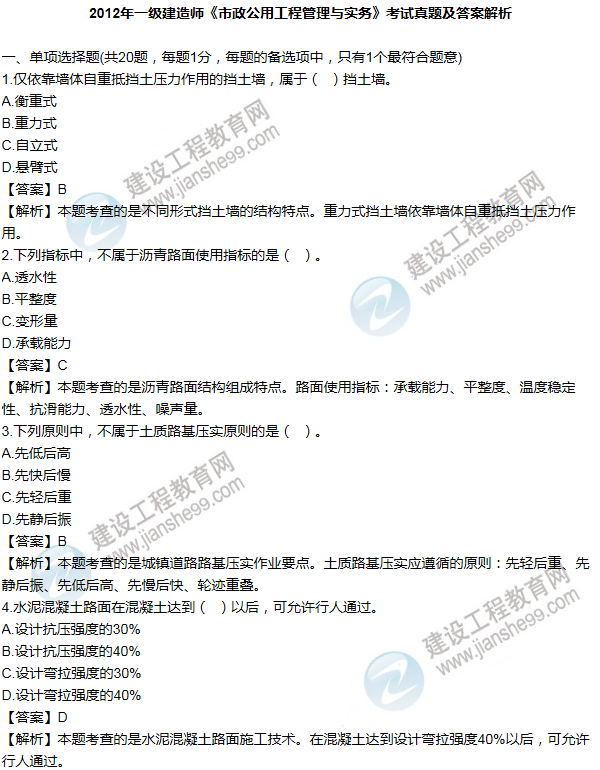 2012年一级建造师《市政公用工程管理与实务》考试真题及答案解析
一、单项选择题(共20题，每题1分，每题的备选项中，只有1个最符合题意)
1.仅依靠墙体自重抵挡土压力作用的挡土墙，属于（ ）挡土墙。
A.衡重式
B.重力式
C.自立式
D.悬臂式
【答案】B
【解析】本题考查的是不同形式挡土墙的结构特点。重力式挡土墙依靠墙体自重抵挡土压力作
用。
2.下列指标中，不属于沥青路面使用指标的是（ ）。
A.透水性
B.平整度
C.变形量
D.承载能力
【答案】C
【解析】本题考查的是沥青路面结构组成特点。路面使用指标：承载能力、平整度、温度稳定
性、抗滑能力、透水性、噪声量。
3.下列原则中，不属于土质路基压实原则的是（ ）。
A.先低后高
B.先快后慢
C.先轻后重
D.先静后振
【答案】B
【解析】本题考查的是城镇道路路基压实作业要点。土质路基压实应遵循的原则：先轻后重、先
静后振、先低后高、先慢后快、轮迹重叠。
4.水泥混凝土路面在混凝土达到（ ）以后，可允许行人通过。
A.设计抗压强度的30%
B.设计抗压强度的40%
C.设计弯拉强度的30%
D.设计弯拉强度的40%
【答案】D
【解析】本题考查的是水泥混凝土路面施工技术。在混凝土达到设计弯拉强度40%以后，可允许
行人通过。
建设工程教育网
www.jianshe99.com
建设工程教育网
www.jianshe99.com
建设工程教育网
www.jianshe99.com
建设工程教育网
www.jianshe99.com